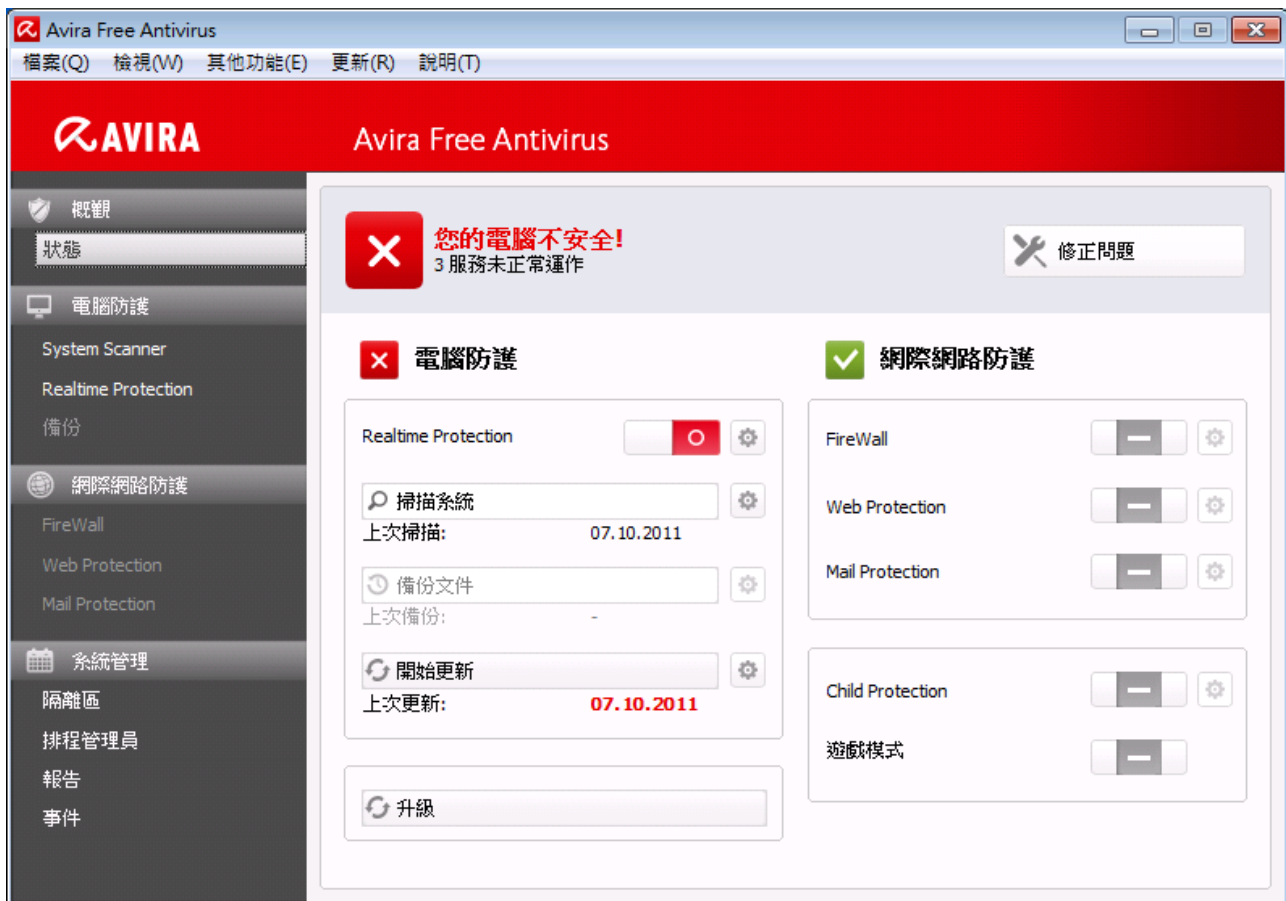 Avira Free Antivirus
檔案(Q) 檢視(W) 其他功能(E) 更新(R) 說明(T)
AVIRA
Avira Free Antivirus
概觀
狀態
電腦防護
System Scanner
Realtime Protection
備份
網際網路防護
FireWall
Web Protection
Mail Protection
系統管理
隔離區
排程管理員
報告
事件
您的電腦不安全!
3 服務未正常運作
修正問題
電腦防護
Realtime Protection
掃描系統
上次掃描: 07.10.2011
備份文件
上次備份: -
開始更新
上次更新: 07.10.2011
升級
網際網路防護
FireWall
Web Protection
Mail Protection
Child Protection
遊戲模式